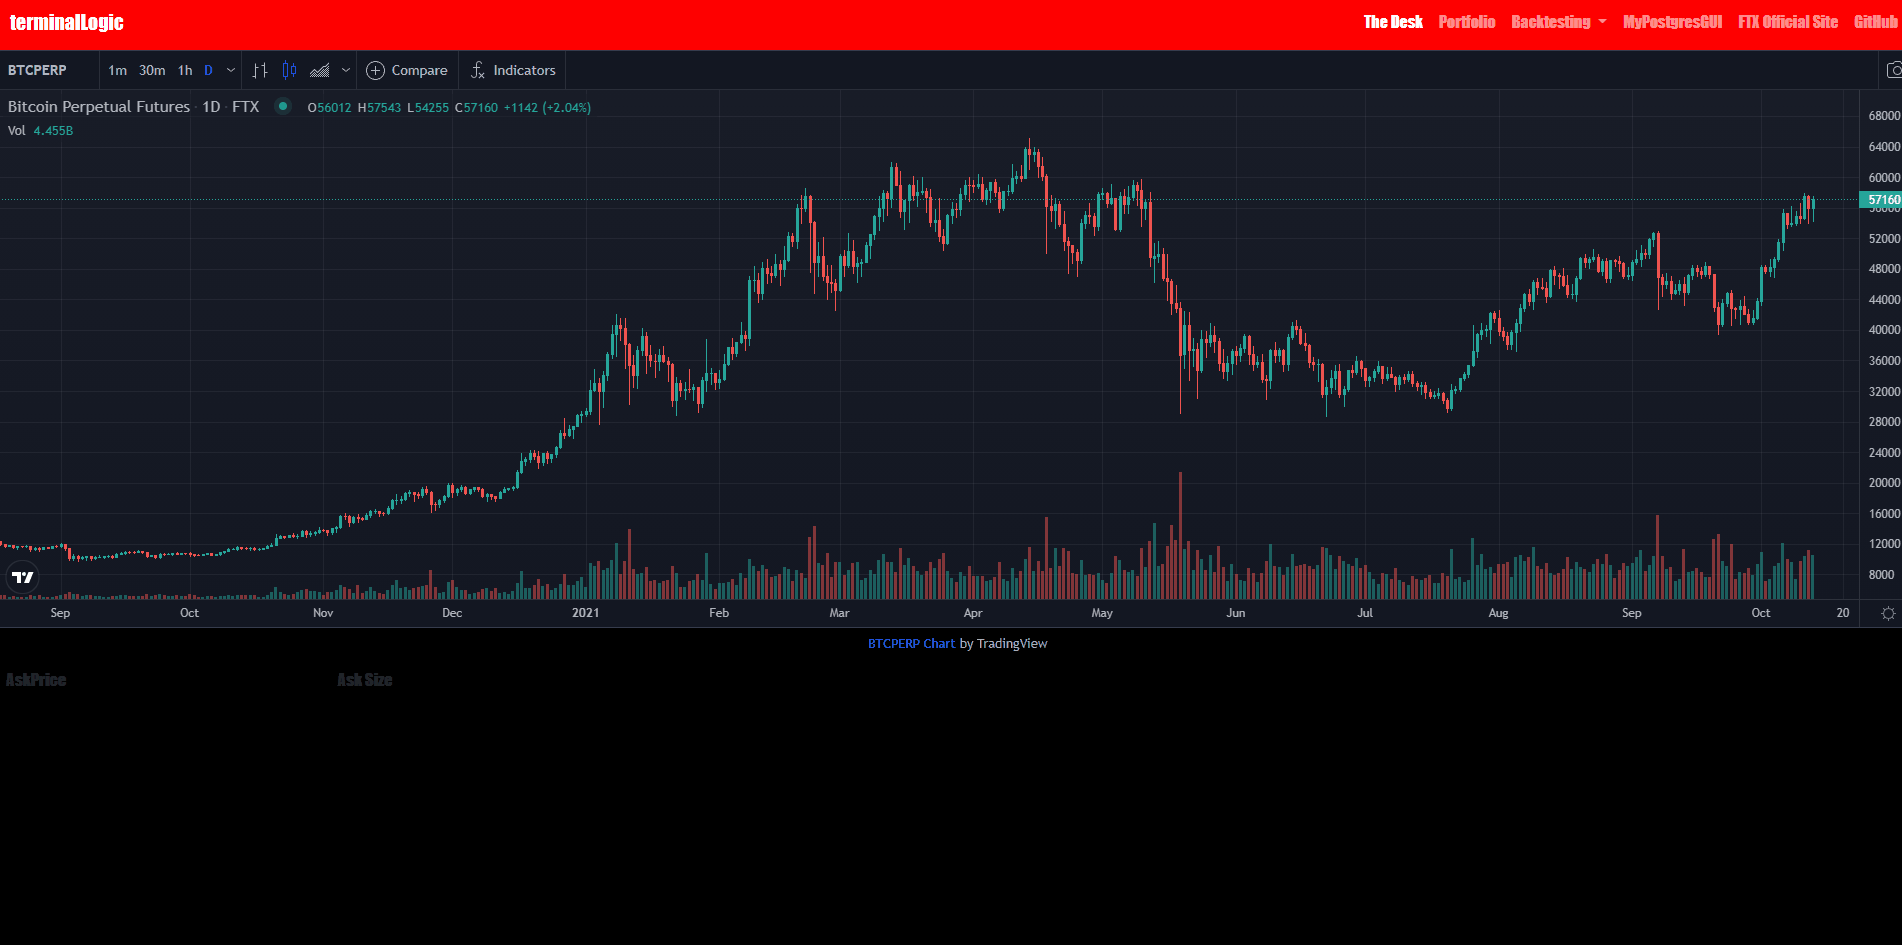 terminalLogic The Desk Portfolio Backtesting MyPostgresGUI FTX Official Site GitHub
BTCPERP 1m 30m 1h D Compare Indicators
Bitcoin Perpetual Futures · 1D · FTX O56012 H57543 L54255 C57160 +1142 (+2.04%)
Vol 4.455B
68000
64000
60000
57160
56000
52000
48000
44000
40000
36000
32000
28000
24000
20000
16000
12000
8000
Sep Oct Nov Dec 2021 Feb Mar Apr May Jun Jul Aug Sep Oct 20
BTCPERP Chart by TradingView
AskPrice Ask Size